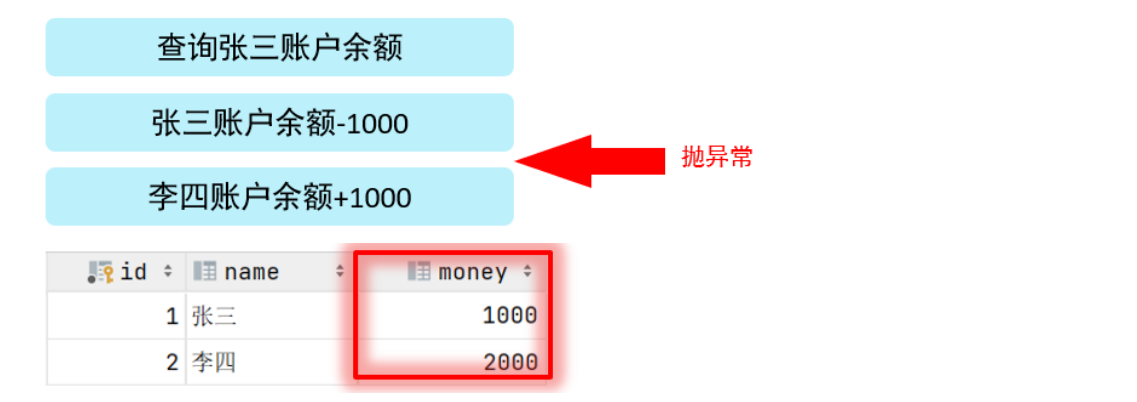 查询张三账户余额
张三账户余额-1000
抛异常
李四账户余额+1000
id name money
1 张三 1000
2 李四 2000